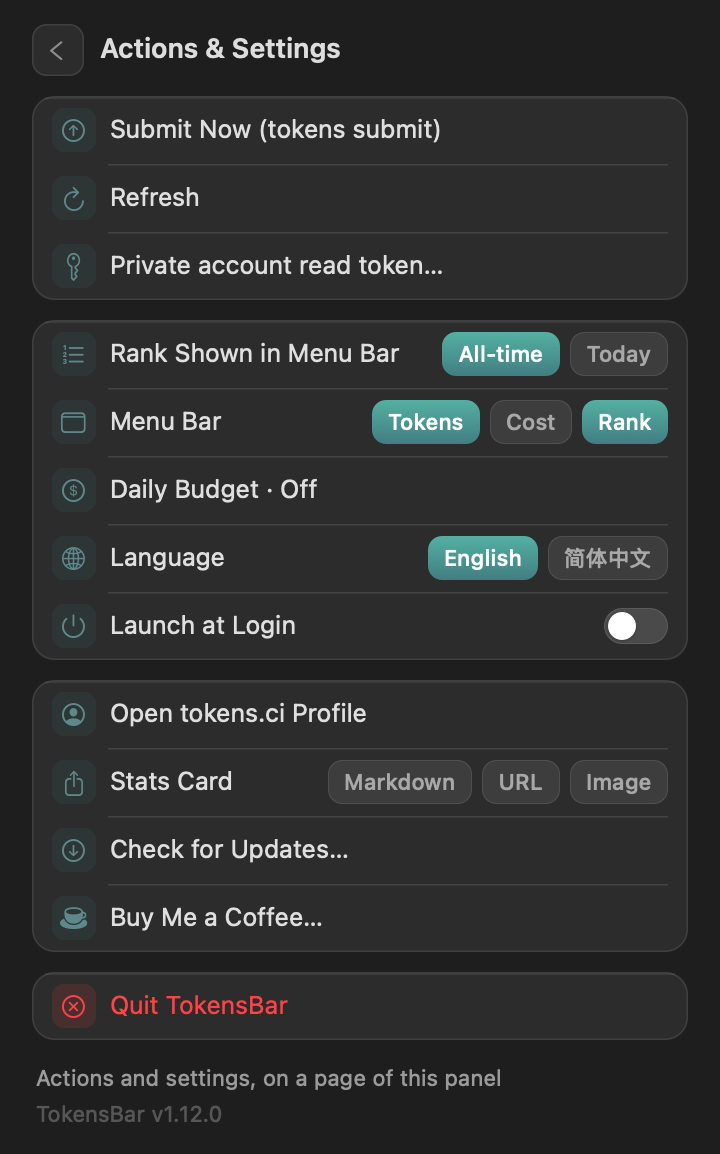 Actions & Settings
Submit Now (tokens submit)
Refresh
Private account read token...
1
2
3
Rank Shown in Menu Bar All-time Today
Menu Bar Tokens Cost Rank
$
Daily Budget · Off
Language English 简体中文
Launch at Login
Open tokens.ci Profile
Stats Card Markdown URL Image
Check for Updates...
Buy Me a Coffee...
Quit TokensBar
Actions and settings, on a page of this panel
TokensBar v1.12.0